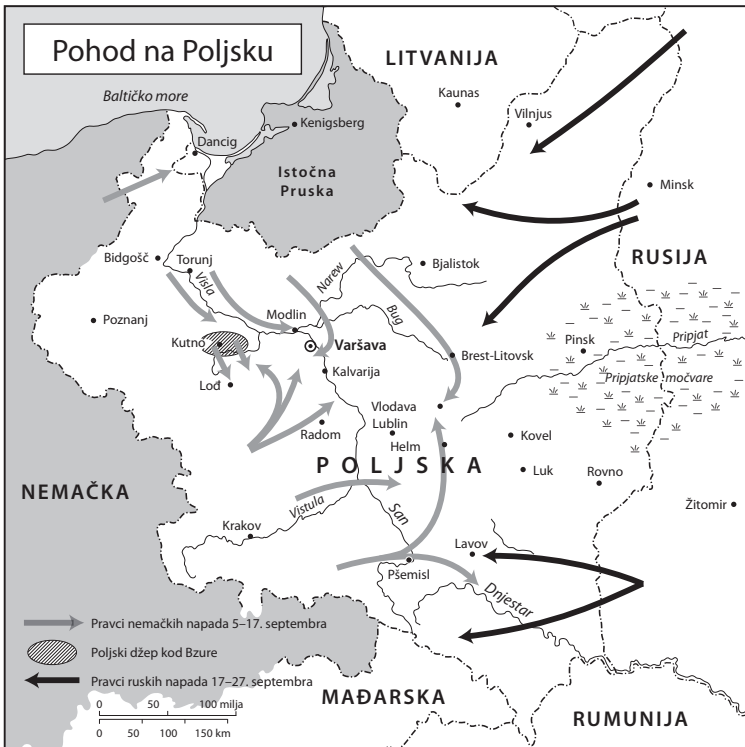 Pohod na Poljsku
LITVANIJA
Baltičko more
Kaunas
Vilnjus
Kenigsberg
Dancig
Istočna
Pruska
Minsk
RUSIJA
Bidgošč
Torunj
Visla
Narew
Bjalistok
Bug
Poznanj
Modlin
Kutno
Varšava
Brest-Litovsk
Pinsk
Pripjat
Kalvarija
Pripjatske močvare
Lođ
Vlodava
Radom
Lublin
Helm
Kovel
POLJSKA
Luk
Rovno
NEMAČKA
Vistula
San
Žitomir
Krakov
Lavov
Pšemisl
Dnjestar
Pravci nemačkih napada 5–17. septembra
Poljski džep kod Bzure
Pravci ruskih napada 17–27. septembra
MAĐARSKA
RUMUNIJA
0 50 100 milja
0 50 100 150 km